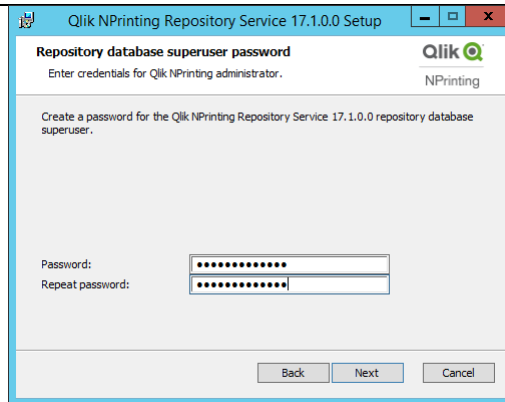 Qlik NPrinting Repository Service 17.1.0.0 Setup
Repository database superuser password
Enter credentials for Qlik NPrinting administrator.
Qlik
NPrinting
Create a password for the Qlik NPrinting Repository Service 17.1.0.0 repository database
superuser.
Password: •••••••••••••
Repeat password: •••••••••••••
Back Next Cancel